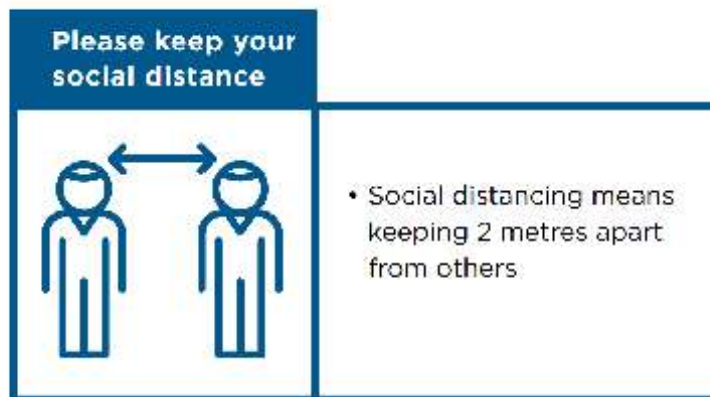 Please keep your
social distance
• Social distancing means
keeping 2 metres apart
from others